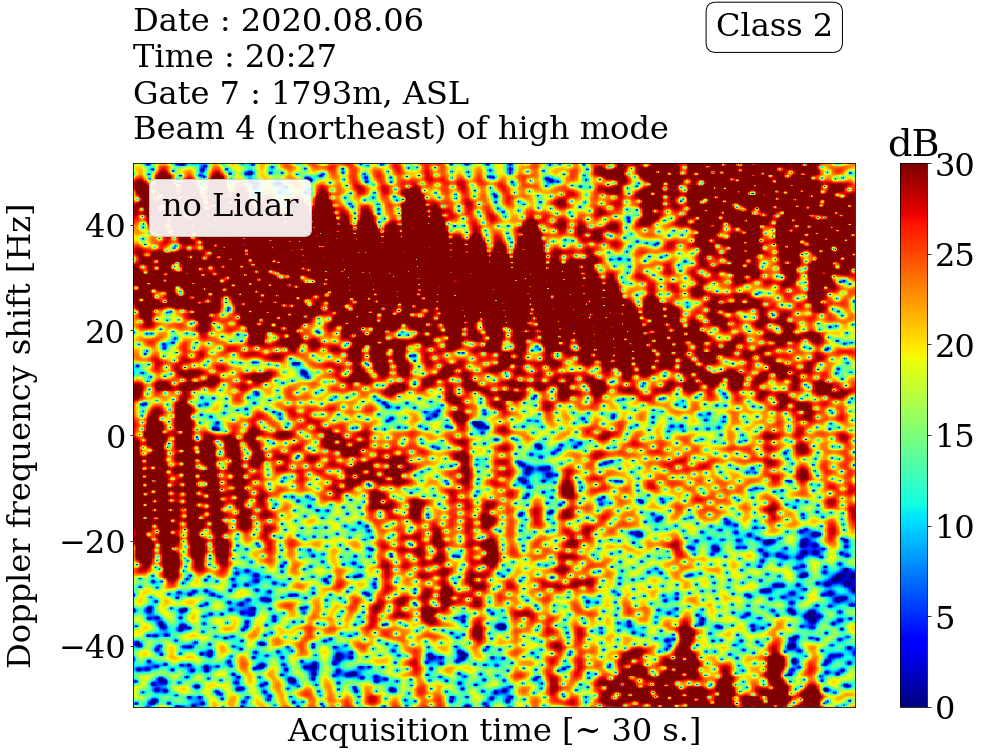 Date : 2020.08.06
Time : 20:27
Gate 7 : 1793m, ASL
Beam 4 (northeast) of high mode
Class 2
dB
no Lidar
Doppler frequency shift [Hz]
40
20
0
−20
−40
Acquisition time [~ 30 s.]
30
25
20
15
10
5
0